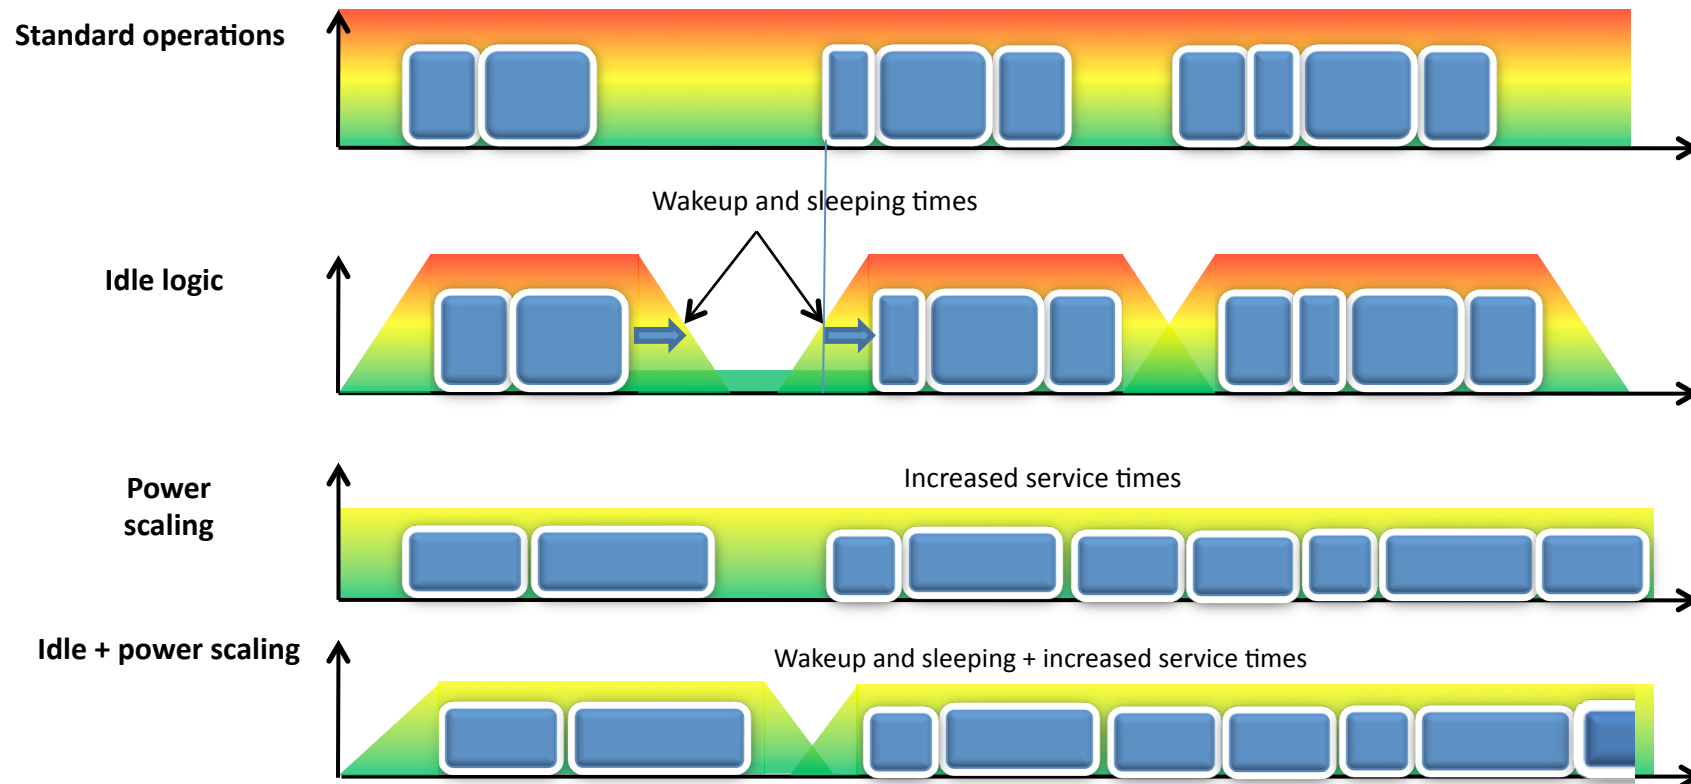 Standard operations
Wakeup and sleeping times
Idle logic
Increased service times
Power
scaling
Idle + power scaling
Wakeup and sleeping + increased service times